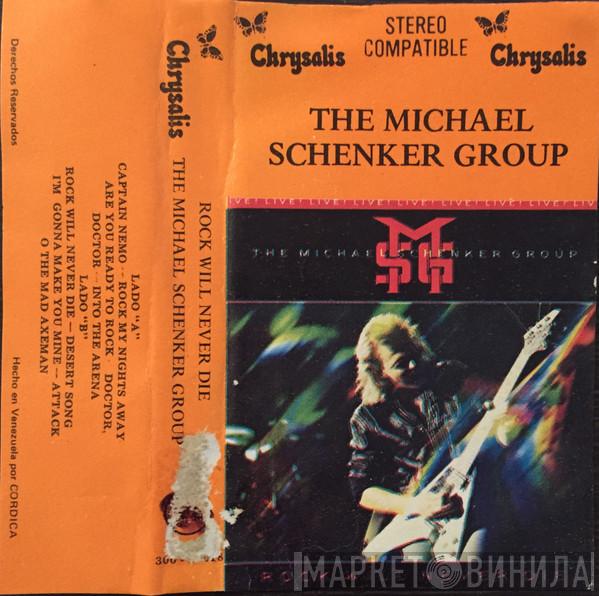 Chrysalis
STEREO
COMPATIBLE
Chrysalis
THE MICHAEL
SCHENKER GROUP
LIVE! LIVE! LIVE! LIVE! LIVE! LIVE! LIVE!
MSG
THE MICHAEL SCHENKER GROUP
Chrysalis
ROCK WILL NEVER DIE
THE MICHAEL SCHENKER GROUP
LADO "A"
CAPTAIN NEMO -- ROCK MY NIGHTS AWAY
ARE YOU READY TO ROCK DOCTOR,
DOCTOR -- INTO THE ARENA
LADO "B"
ROCK WILL NEVER DIE -- DESERT SONG
I'M GONNA MAKE YOU MINE -- ATTACK
O THE MAD AXEMAN
Derechos Reservados
Hecho en Venezuela por CORDICA
МАРКЕТВИНИЛА